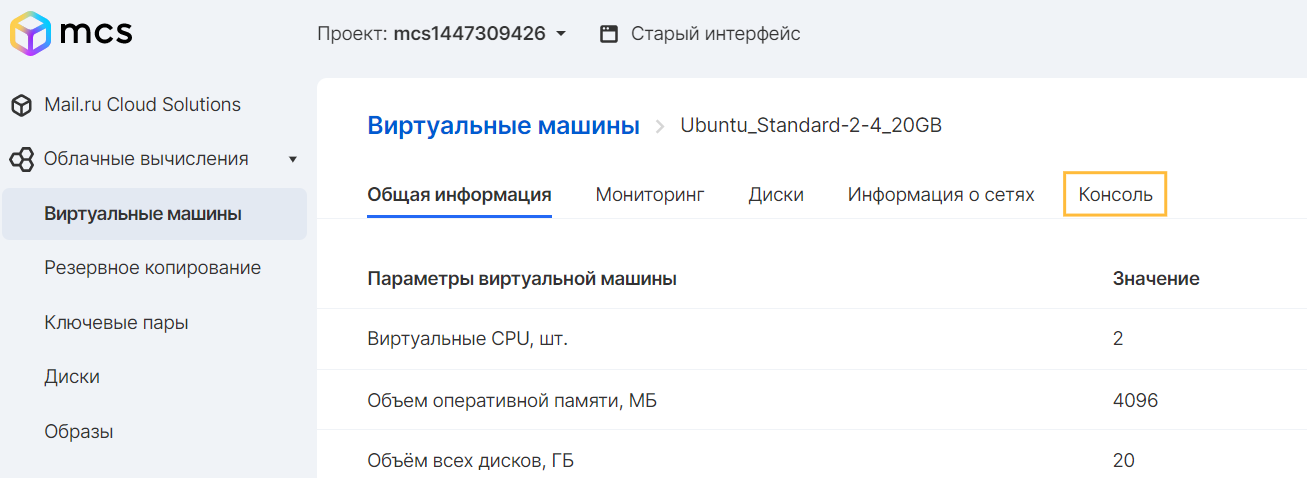 mcs
Проект: mcs1447309426
Старый интерфейс
Mail.ru Cloud Solutions
Облачные вычисления
Виртуальные машины
Резервное копирование
Ключевые пары
Диски
Образы
Виртуальные машины > Ubuntu_Standard-2-4_20GB
Общая информация Мониторинг Диски Информация о сетях Консоль
Параметры виртуальной машины Значение
Виртуальные CPU, шт. 2
Объем оперативной памяти, МБ 4096
Объём всех дисков, ГБ 20